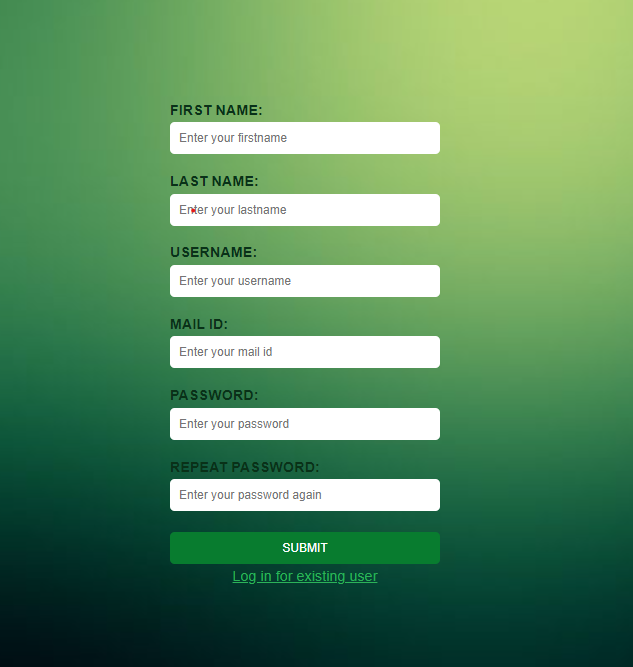 FIRST NAME:
Enter your firstname
LAST NAME:
Enter your lastname
USERNAME:
Enter your username
MAIL ID:
Enter your mail id
PASSWORD:
Enter your password
REPEAT PASSWORD:
Enter your password again
SUBMIT
Log in for existing user